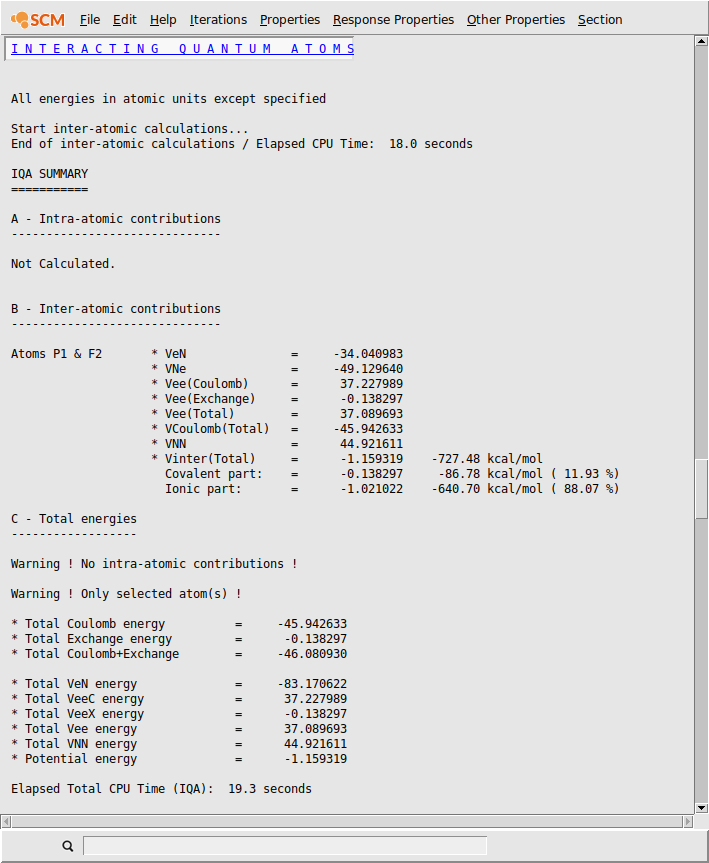 SCM File Edit Help Iterations Properties Response Properties Other Properties Section
I N T E R A C T I N G   Q U A N T U M   A T O M S
All energies in atomic units except specified
Start inter-atomic calculations...
End of inter-atomic calculations / Elapsed CPU Time:  18.0 seconds
IQA SUMMARY
===========
A - Intra-atomic contributions
------------------------------
Not Calculated.
B - Inter-atomic contributions
------------------------------
Atoms P1 & F2       * VeN               =     -34.040983
                    * VNe               =     -49.129640
                    * Vee(Coulomb)      =      37.227989
                    * Vee(Exchange)     =      -0.138297
                    * Vee(Total)        =      37.089693
                    * VCoulomb(Total)   =     -45.942633
                    * VNN               =      44.921611
                    * Vinter(Total)     =      -1.159319    -727.48 kcal/mol
                      Covalent part:    =      -0.138297     -86.78 kcal/mol ( 11.93 %)
                      Ionic part:       =      -1.021022    -640.70 kcal/mol ( 88.07 %)
C - Total energies
------------------
Warning ! No intra-atomic contributions !
Warning ! Only selected atom(s) !
* Total Coulomb energy          =     -45.942633
* Total Exchange energy         =      -0.138297
* Total Coulomb+Exchange        =     -46.080930
* Total VeN energy              =     -83.170622
* Total VeeC energy             =      37.227989
* Total VeeX energy             =      -0.138297
* Total Vee energy              =      37.089693
* Total VNN energy              =      44.921611
* Potential energy              =      -1.159319
Elapsed Total CPU Time (IQA):  19.3 seconds